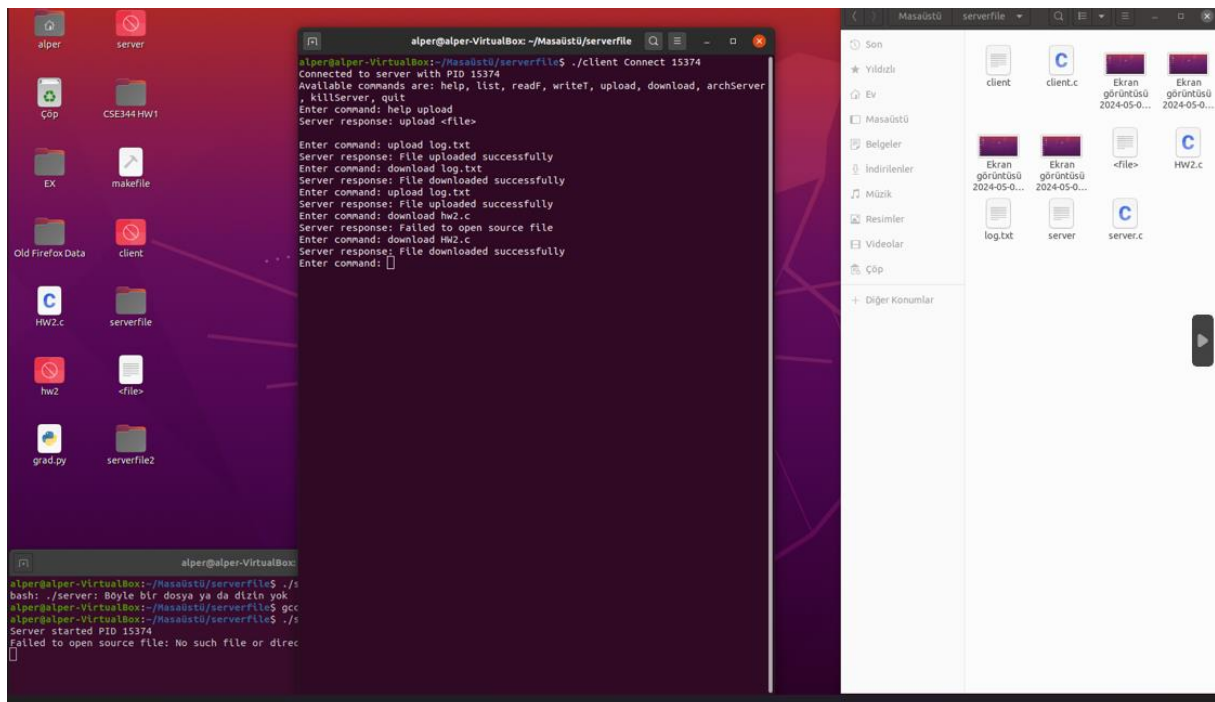 alper
server
Çöp
CSE344 HW1
EX
makefile
Old Firefox Data
client
HW2.c
serverfile
hw2
<file>
grad.py
serverfile2
alper@alper-VirtualBox: ~/Masaüstü/serverfile
alper@alper-VirtualBox:~/Masaüstü/serverfile$ ./client Connect 15374
Connected to server with PID 15374
Available commands are: help, list, readF, writeT, upload, download, archServer
, killServer, quit
Enter command: help upload
Server response: upload <file>
Enter command: upload log.txt
Server response: File uploaded successfully
Enter command: download log.txt
Server response: File downloaded successfully
Enter command: upload log.txt
Server response: File uploaded successfully
Enter command: download hw2.c
Server response: Failed to open source file
Enter command: download HW2.c
Server response: File downloaded successfully
Enter command:
alper@alper-VirtualBox:
alper@alper-VirtualBox:~/Masaüstü/serverfile$ ./s
bash: ./server: Böyle bir dosya ya da dizin yok
alper@alper-VirtualBox:~/Masaüstü/serverfile$ gcc
alper@alper-VirtualBox:~/Masaüstü/serverfile$ ./s
Server started PID 15374
Failed to open source file: No such file or direc
Masaüstü serverfile
Son
Yıldızlı
Ev
Masaüstü
Belgeler
İndirilenler
Müzik
Resimler
Videolar
Çöp
Diğer Konumlar
client
client.c
Ekran
görüntüsü
2024-05-0...
Ekran
görüntüsü
2024-05-0...
Ekran
görüntüsü
2024-05-0...
Ekran
görüntüsü
2024-05-0...
<file>
HW2.c
log.txt
server
server.c